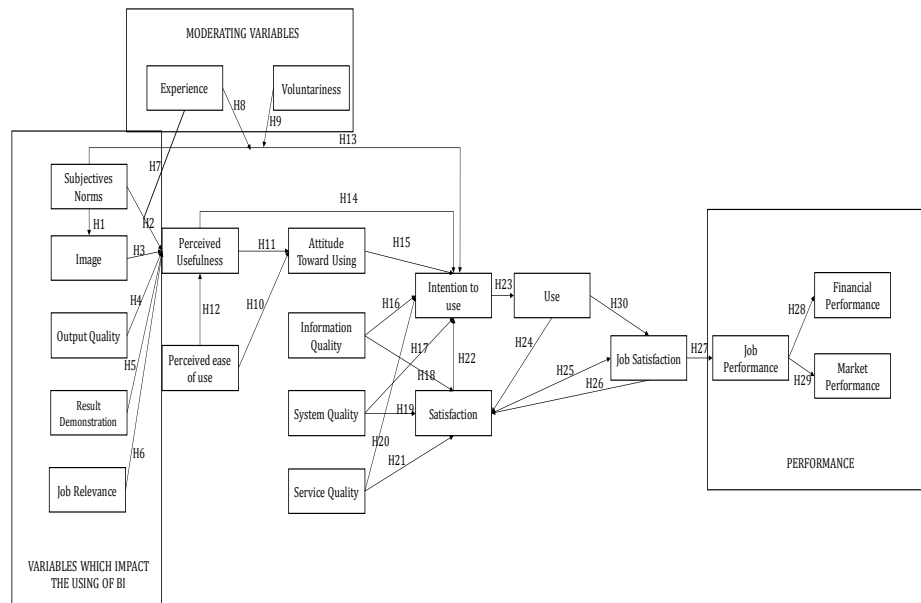 MODERATING VARIABLES
Experience
Voluntariness
H8
H9
H13
H7
Subjectives
Norms
H14
H1
H2
Perceived
Usefulness
Attitude
Toward Using
H15
Image
H3
H11
Intention to
use
H23
Use
Financial
Performance
H4
H12
H10
H16
H30
H28
Output Quality
Information
Quality
H17
H22
H24
Perceived ease
of use
H5
H18
H25
Job Satisfaction
H27
Job
Performance
Market
Performance
H29
H26
Result
Demonstration
System Quality
H19
Satisfaction
H6
H20
H21
Job Relevance
Service Quality
PERFORMANCE
VARIABLES WHICH IMPACT
THE USING OF BI